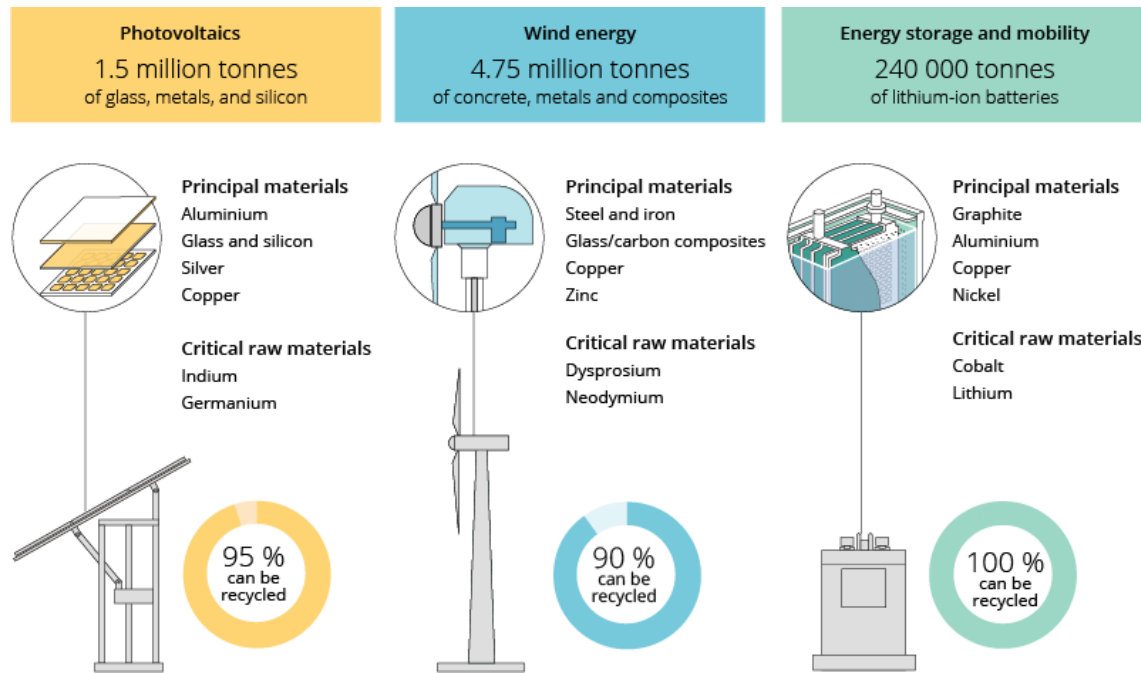 Photovoltaics
1.5 million tonnes
of glass, metals, and silicon
Wind energy
4.75 million tonnes
of concrete, metals and composites
Energy storage and mobility
240 000 tonnes
of lithium-ion batteries
Principal materials
Aluminium
Glass and silicon
Silver
Copper
Critical raw materials
Indium
Germanium
95 %
can be
recycled
Principal materials
Steel and iron
Glass/carbon composites
Copper
Zinc
Critical raw materials
Dysprosium
Neodymium
90 %
can be
recycled
Principal materials
Graphite
Aluminium
Copper
Nickel
Critical raw materials
Cobalt
Lithium
100 %
can be
recycled